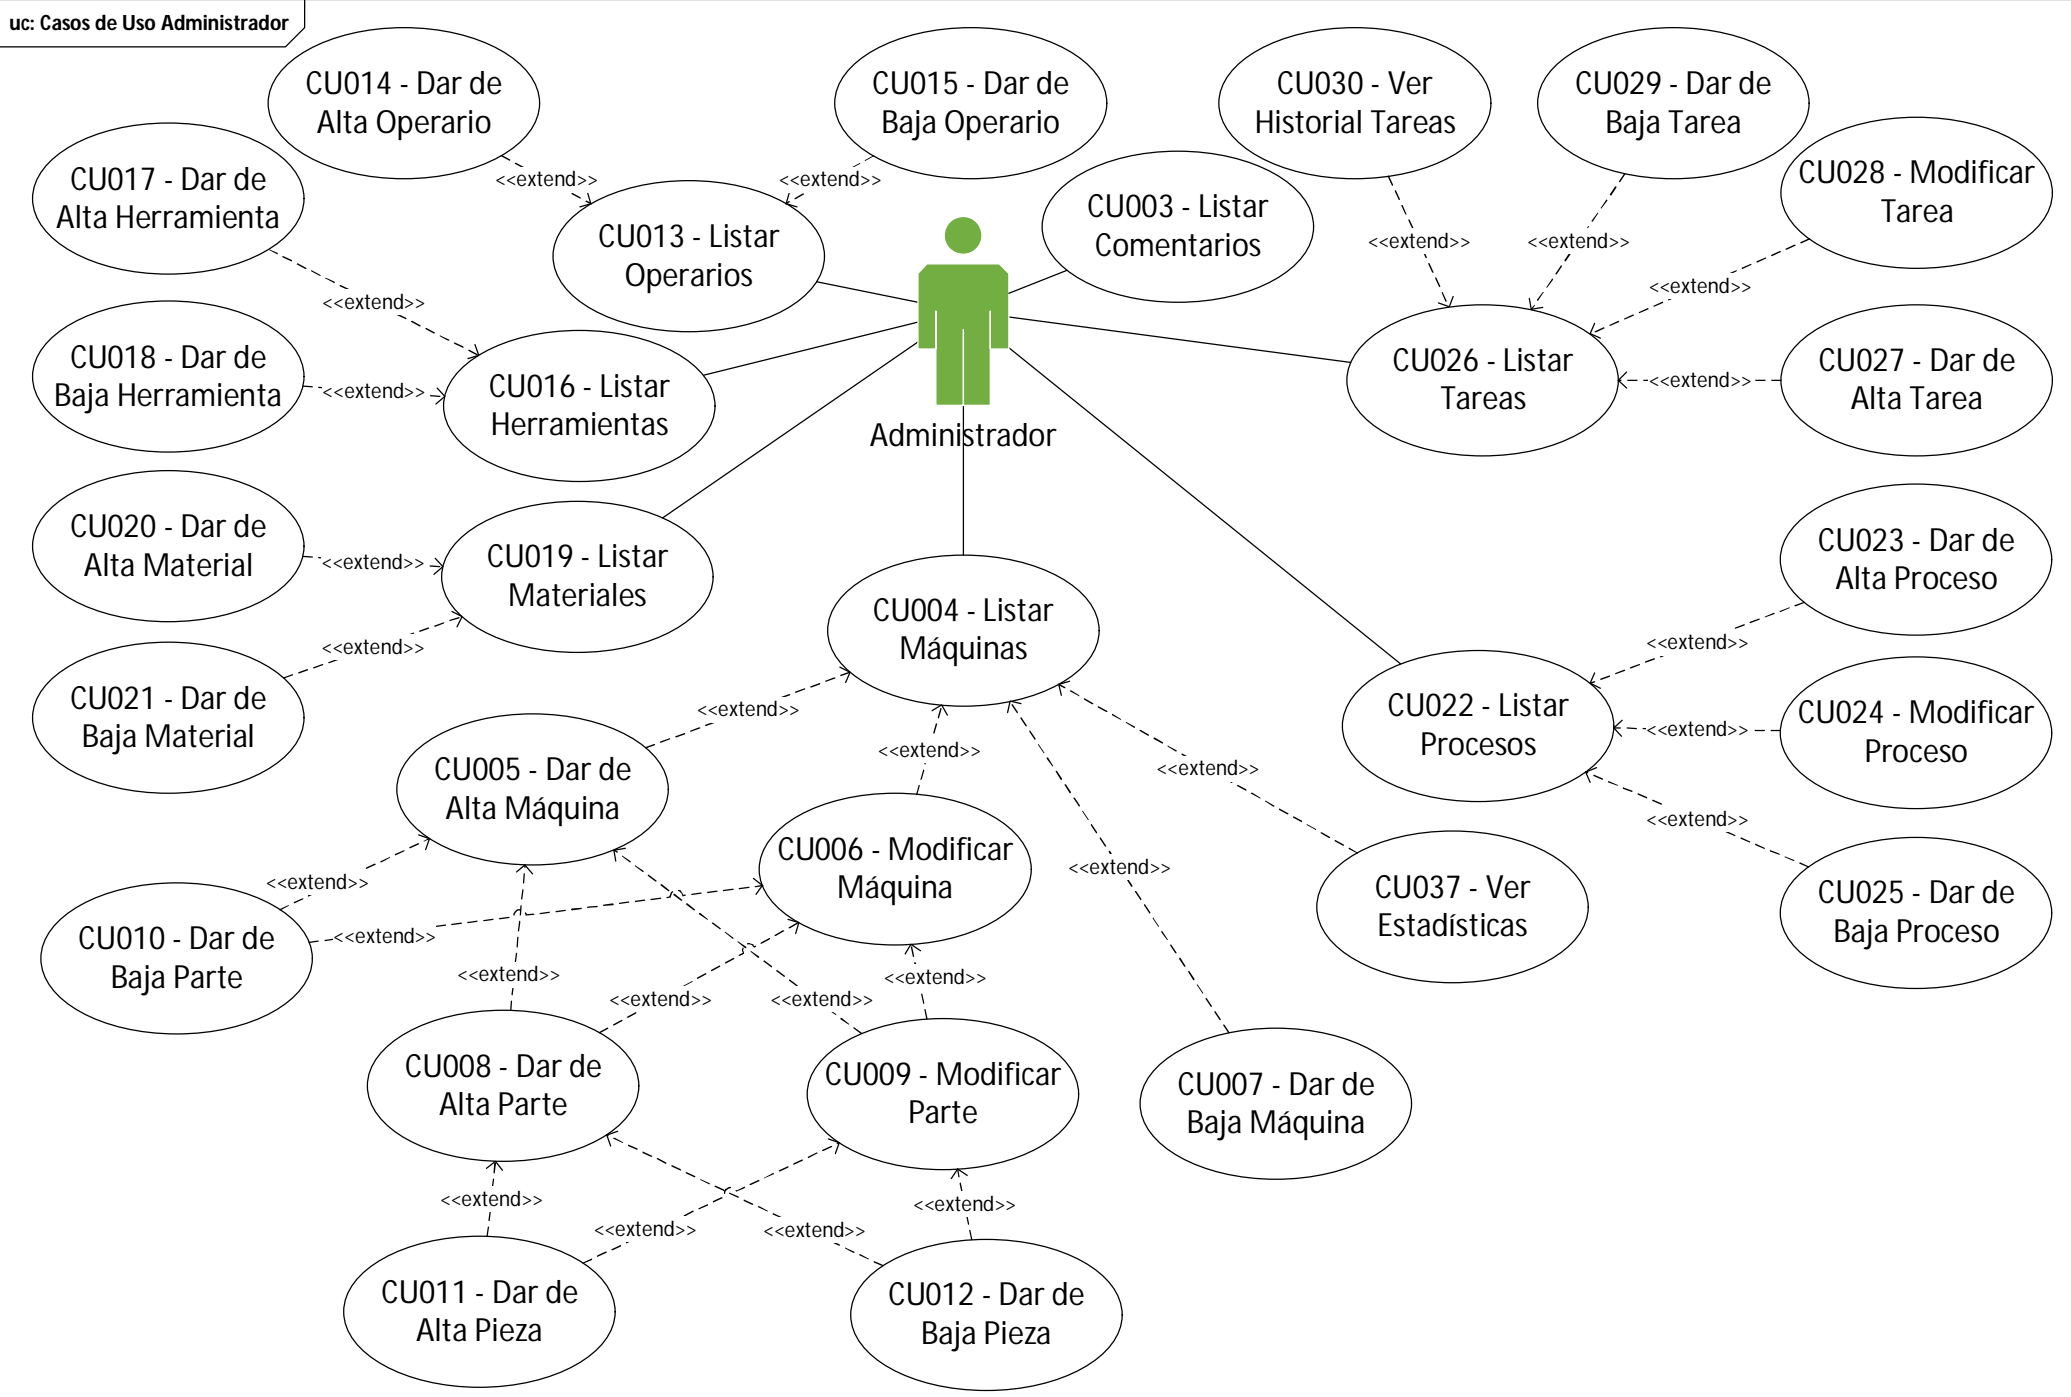 uc: Casos de Uso Administrador
CU014 - Dar de
Alta Operario
CU015 - Dar de
Baja Operario
CU030 - Ver
Historial Tareas
CU029 - Dar de
Baja Tarea
CU017 - Dar de
Alta Herramienta
<<extend>>
<<extend>>
CU028 - Modificar
Tarea
CU013 - Listar
Operarios
CU003 - Listar
Comentarios
<<extend>>
<<extend>>
<<extend>>
<<extend>>
CU018 - Dar de
Baja Herramienta
<<extend>>
CU016 - Listar
Herramientas
Administrador
CU026 - Listar
Tareas
<<extend>>
CU027 - Dar de
Alta Tarea
CU020 - Dar de
Alta Material
<<extend>>
CU019 - Listar
Materiales
CU023 - Dar de
Alta Proceso
CU004 - Listar
Máquinas
<<extend>>
<<extend>>
CU021 - Dar de
Baja Material
<<extend>>
<<extend>>
<<extend>>
CU022 - Listar
Procesos
<<extend>>
CU024 - Modificar
Proceso
CU005 - Dar de
Alta Máquina
<<extend>>
CU006 - Modificar
Máquina
<<extend>>
<<extend>>
CU037 - Ver
Estadísticas
CU025 - Dar de
Baja Proceso
CU010 - Dar de
Baja Parte
<<extend>>
<<extend>>
<<extend>>
<<extend>>
<<extend>>
CU008 - Dar de
Alta Parte
CU009 - Modificar
Parte
CU007 - Dar de
Baja Máquina
<<extend>>
<<extend>>
<<extend>>
<<extend>>
CU011 - Dar de
Alta Pieza
CU012 - Dar de
Baja Pieza